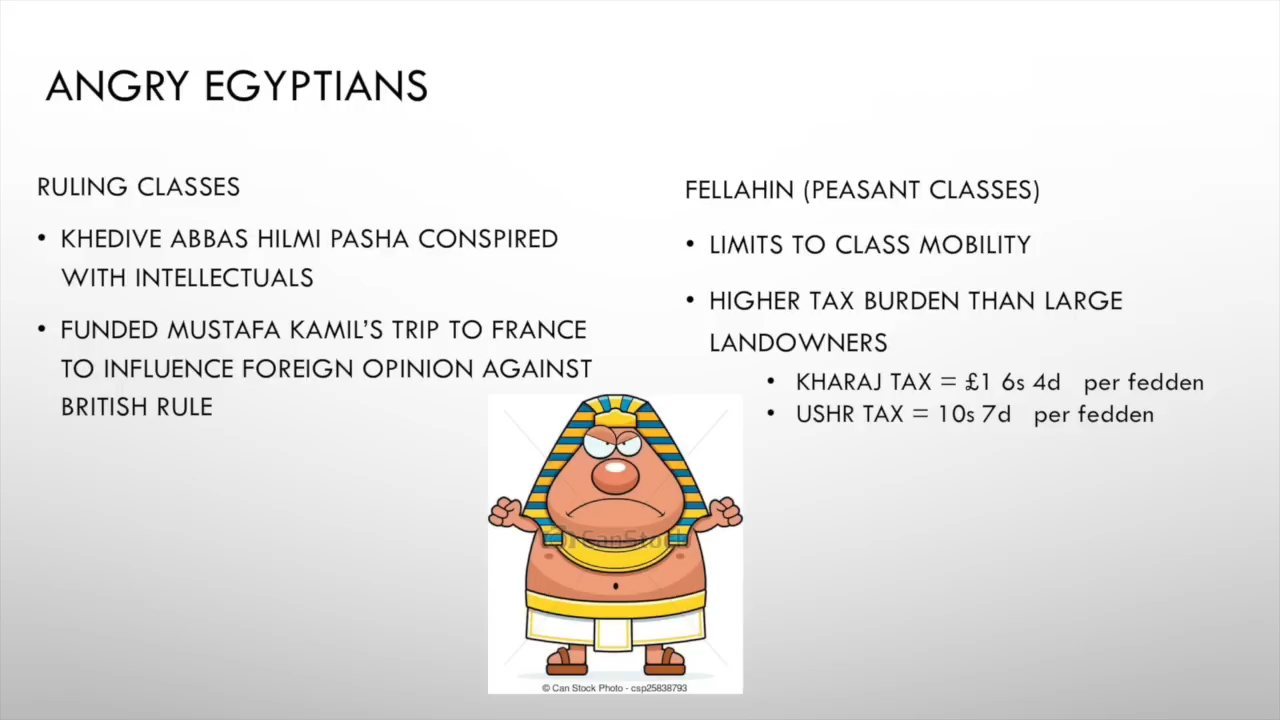 ANGRY EGYPTIANS
RULING CLASSES
• KHEDIVE ABBAS HILMI PASHA CONSPIRED
WITH INTELLECTUALS
• FUNDED MUSTAFA KAMIL'S TRIP TO FRANCE
TO INFLUENCE FOREIGN OPINION AGAINST
BRITISH RULE
FELLAHIN (PEASANT CLASSES)
• LIMITS TO CLASS MOBILITY
• HIGHER TAX BURDEN THAN LARGE
LANDOWNERS
• KHARAJ TAX = £1 6s 4d per fedden
• USHR TAX = 10s 7d per fedden
CanStock
© Can Stock Photo - csp25838793